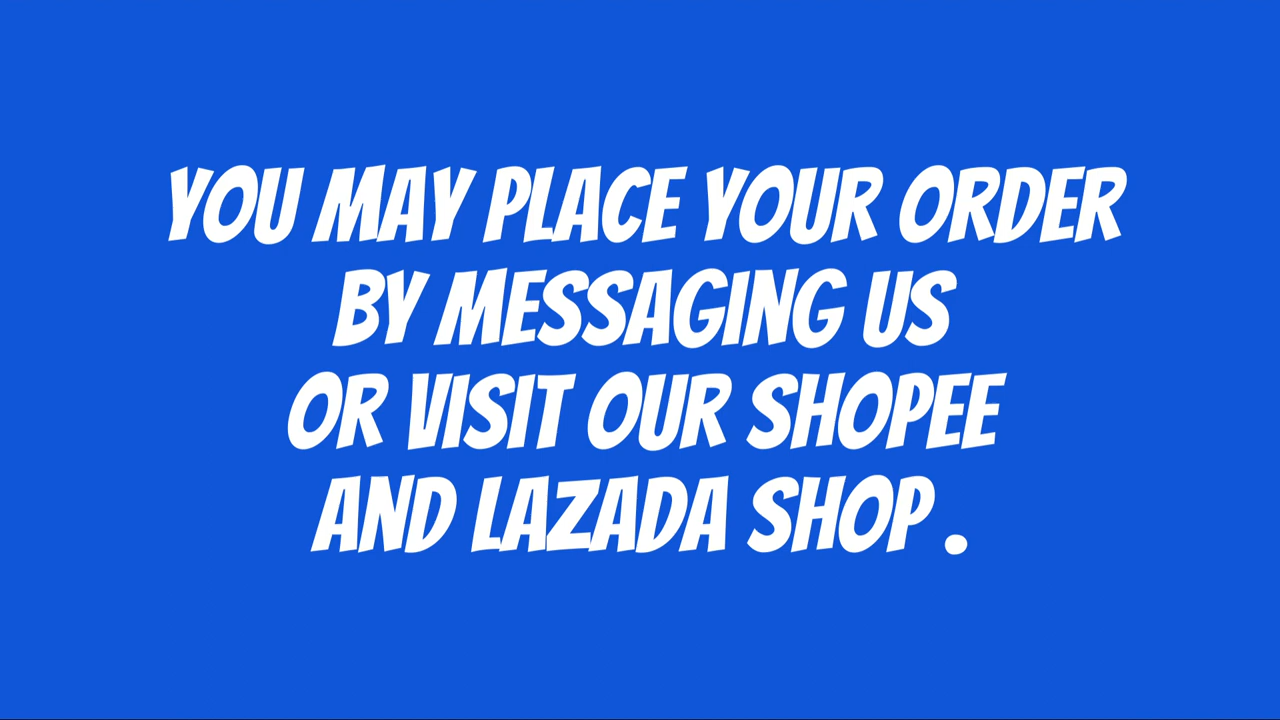 YOU MAY PLACE YOUR ORDER
BY MESSAGING US
OR VISIT OUR SHOPEE
AND LAZADA SHOP .